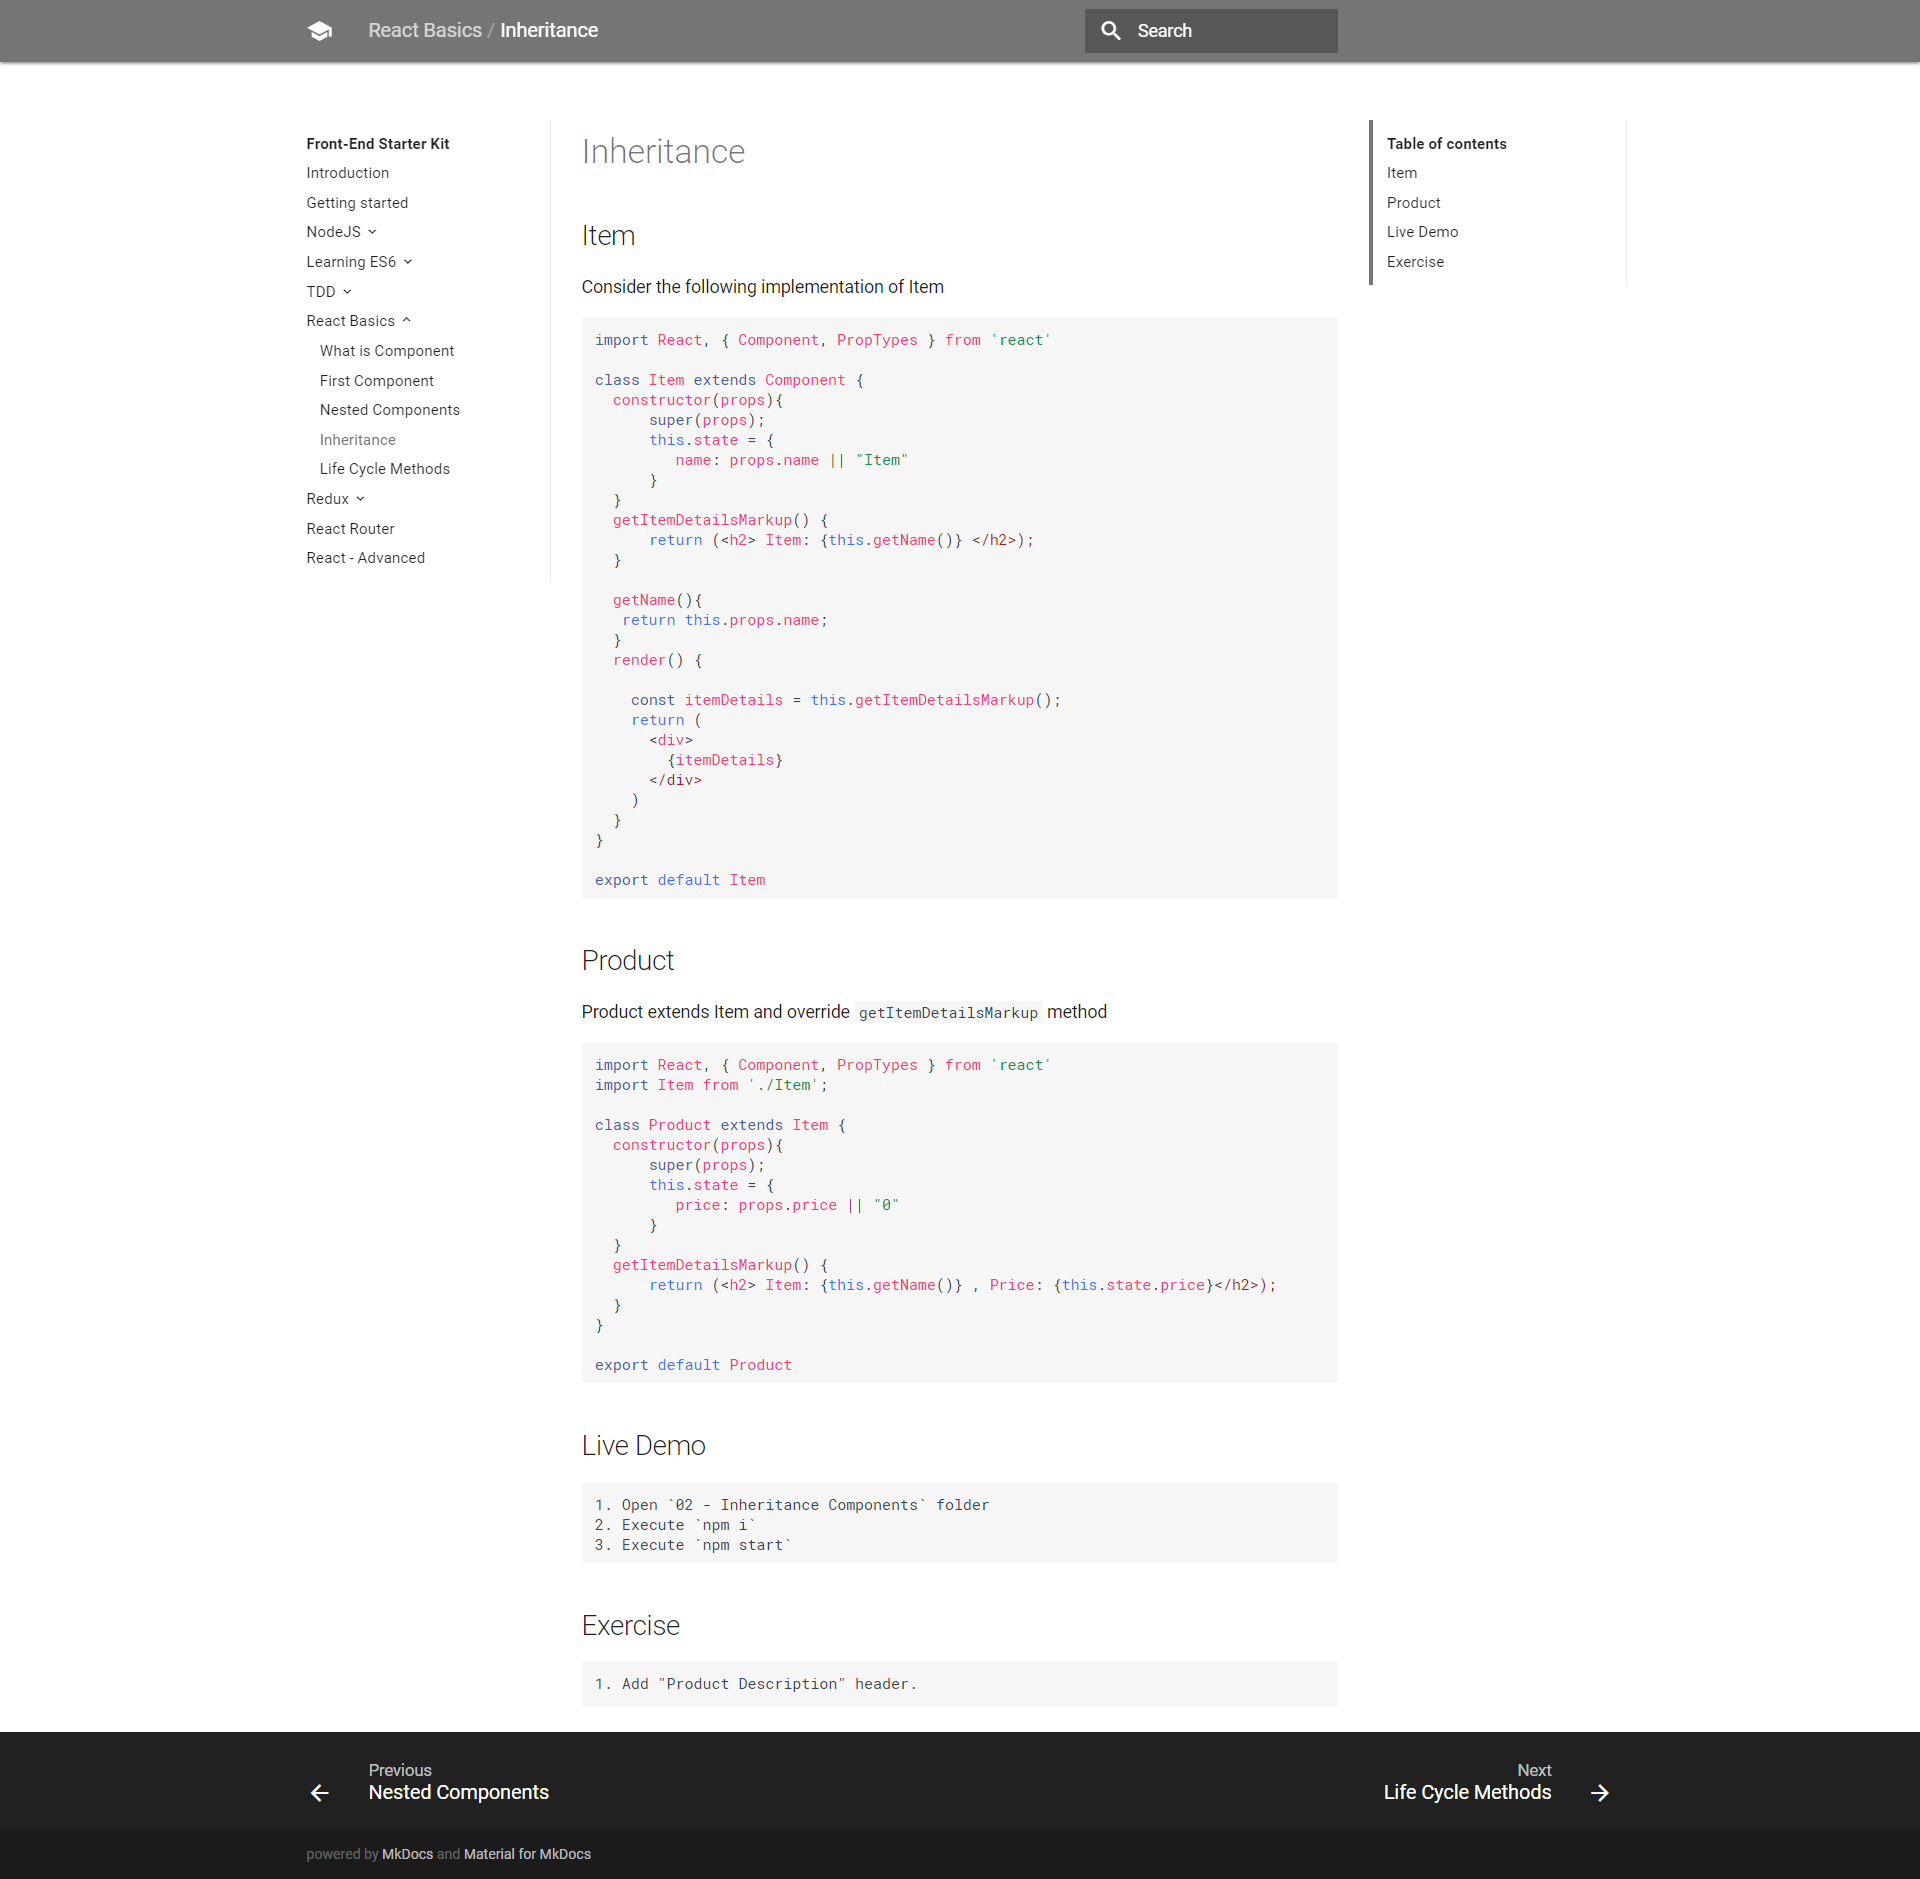 React Basics / Inheritance
Search
Front-End Starter Kit
Introduction
Getting started
NodeJS
Learning ES6
TDD
React Basics
What is Component
First Component
Nested Components
Inheritance
Life Cycle Methods
Redux
React Router
React - Advanced
Inheritance
Item
Consider the following implementation of Item
import React, { Component, PropTypes } from 'react'

class Item extends Component {
  constructor(props){
      super(props);
      this.state = {
         name: props.name || "Item"
      }
  }
  getItemDetailsMarkup() {
      return (<h2> Item: {this.getName()} </h2>);
  }

  getName(){
   return this.props.name;
  }
  render() {

    const itemDetails = this.getItemDetailsMarkup();
    return (
      <div>
        {itemDetails}
      </div>
    )
  }
}

export default Item
Product
Product extends Item and override getItemDetailsMarkup method
import React, { Component, PropTypes } from 'react'
import Item from './Item';

class Product extends Item {
  constructor(props){
      super(props);
      this.state = {
         price: props.price || "0"
      }
  }
  getItemDetailsMarkup() {
      return (<h2> Item: {this.getName()} , Price: {this.state.price}</h2>);
  }
}

export default Product
Live Demo
1. Open `02 - Inheritance Components` folder
2. Execute `npm i`
3. Execute `npm start`
Exercise
1. Add "Product Description" header.
Table of contents
Item
Product
Live Demo
Exercise
Previous
Nested Components
Next
Life Cycle Methods
powered by MkDocs and Material for MkDocs